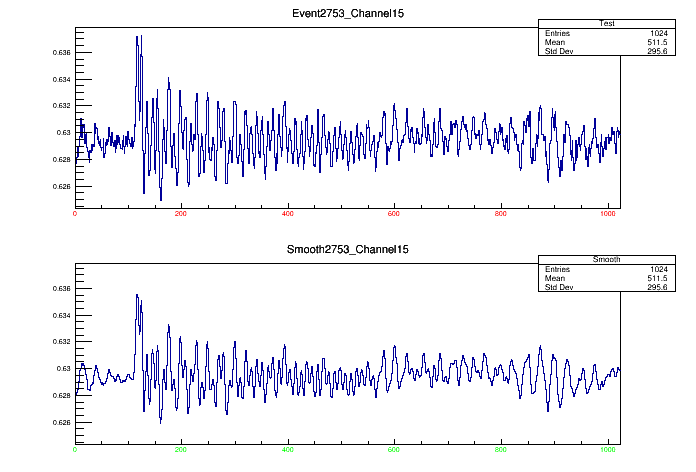 Event2753_Channel15
Test
Entries 1024
Mean 511.5
Std Dev 295.6
0.636
0.634
0.632
0.63
0.628
0.626
0 200 400 600 800 1000
Smooth2753_Channel15
Smooth
Entries 1024
Mean 511.5
Std Dev 295.6
0.636
0.634
0.632
0.63
0.628
0.626
0 200 400 600 800 1000